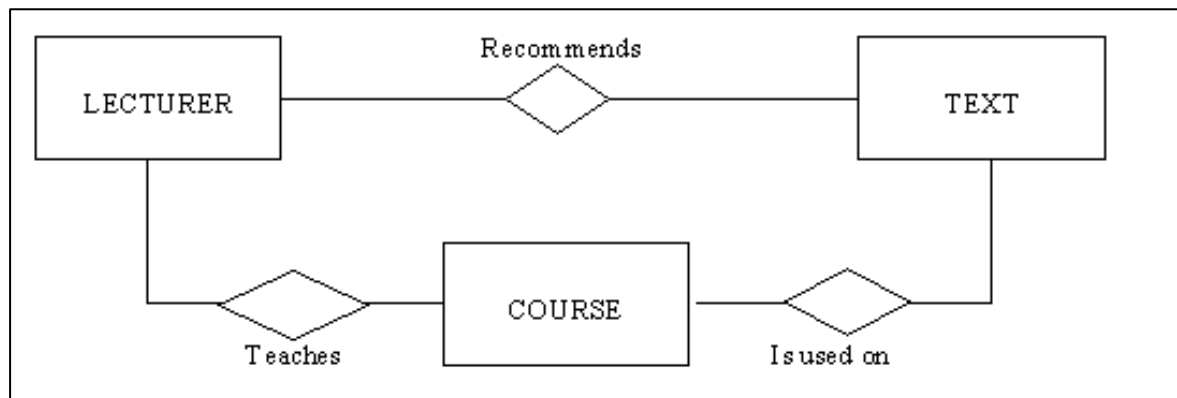 Recommends
LECTURER
TEXT
COURSE
Teaches
Is used on